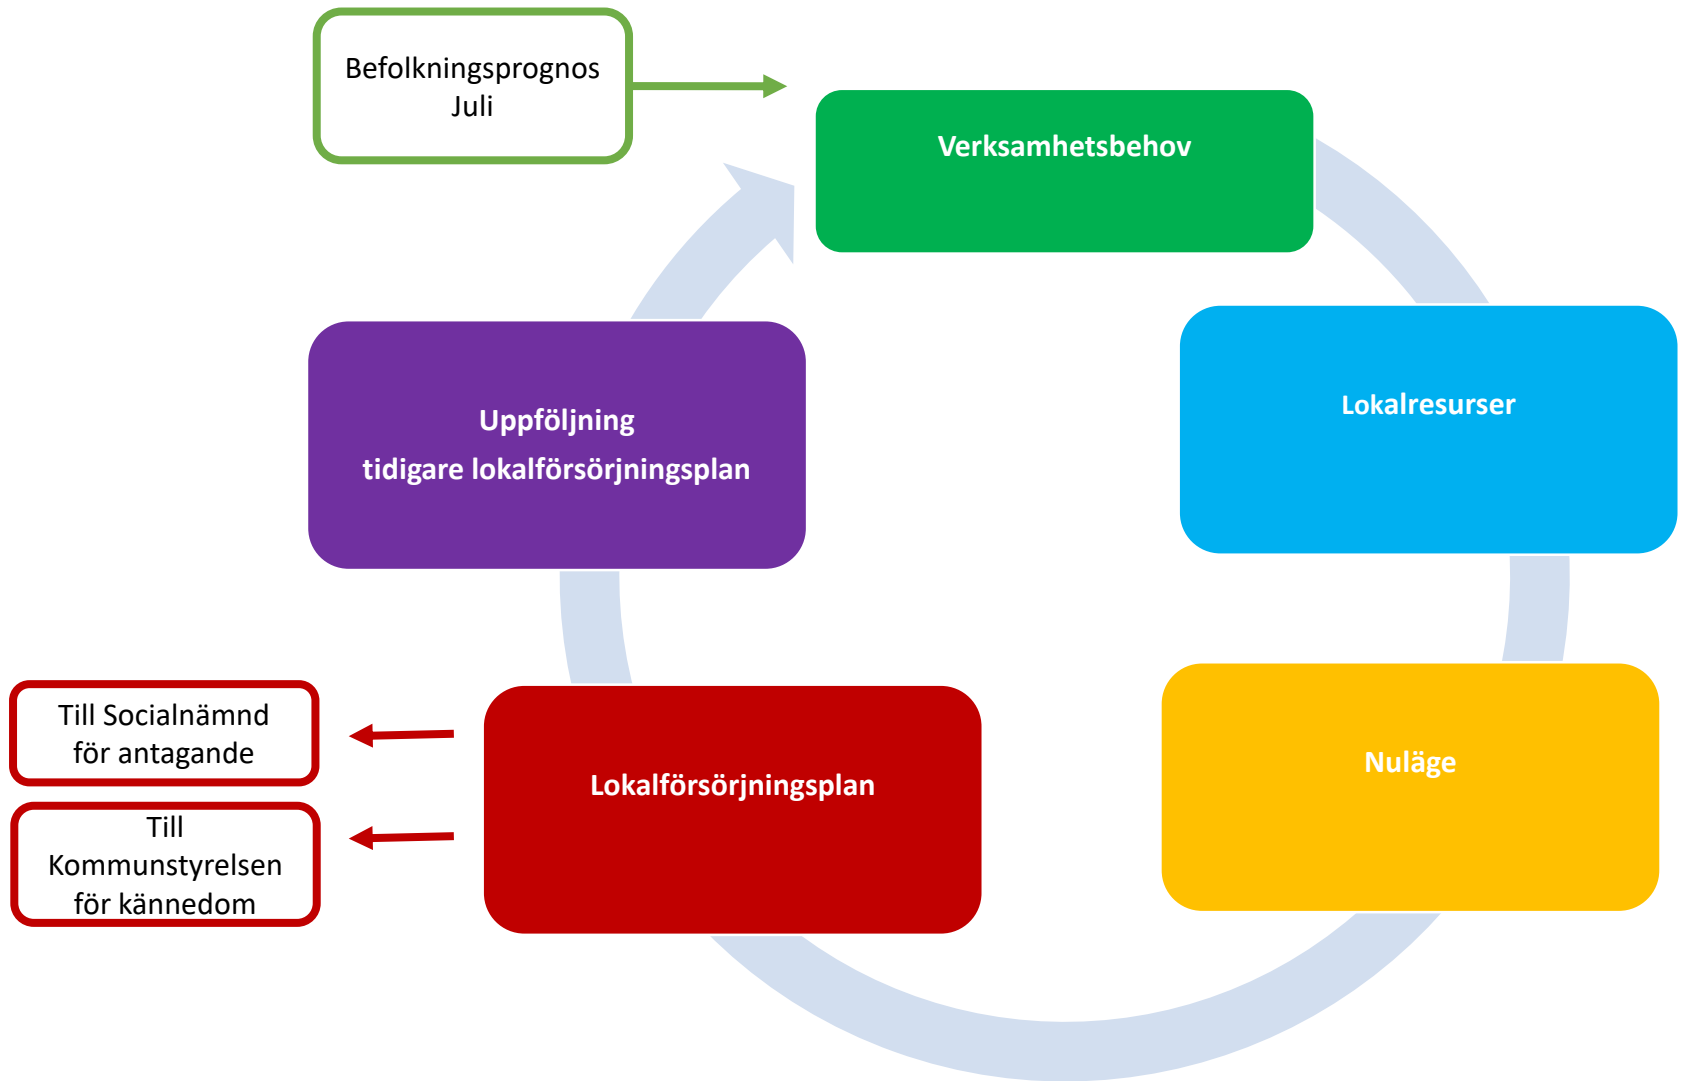 Befolkningsprognos
Juli
Verksamhetsbehov
Lokalresurser
Nuläge
Lokalförsörjningsplan
Till Socialnämnd
för antagande
Till
Kommunstyrelsen
för kännedom
Uppföljning
tidigare lokalförsörjningsplan